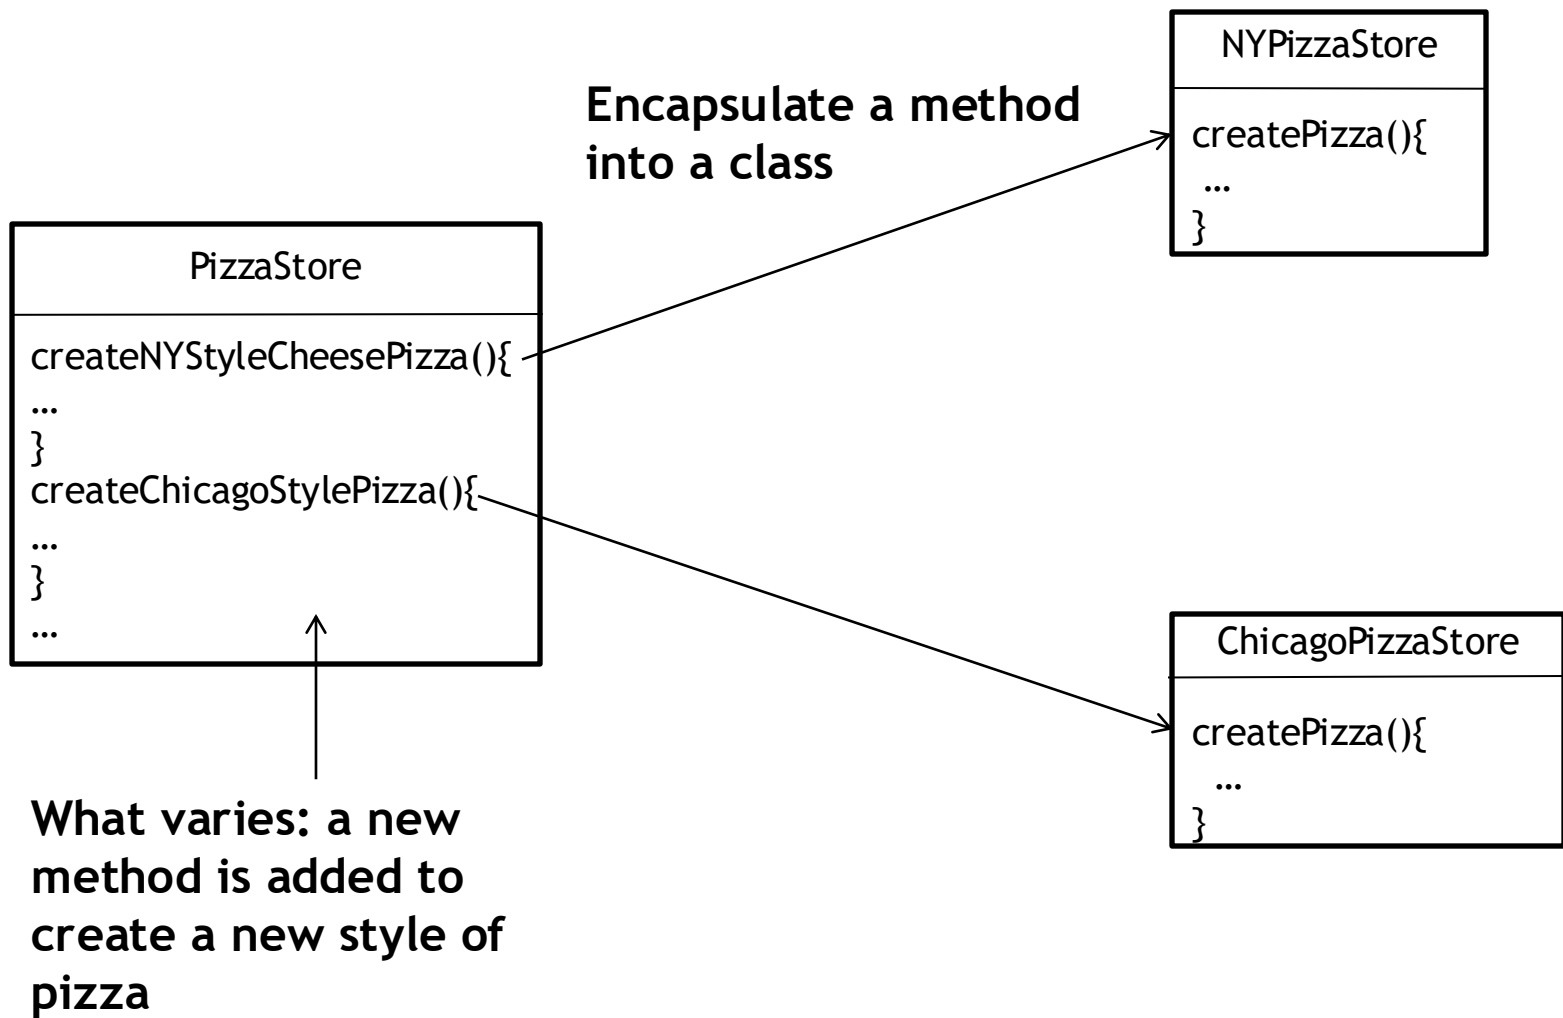 NYPizzaStore
createPizza(){
...
}
Encapsulate a method
into a class
PizzaStore
createNYStyleCheesePizza(){
...
}
createChicagoStylePizza(){
...
}
...
ChicagoPizzaStore
createPizza(){
...
}
What varies: a new
method is added to
create a new style of
pizza